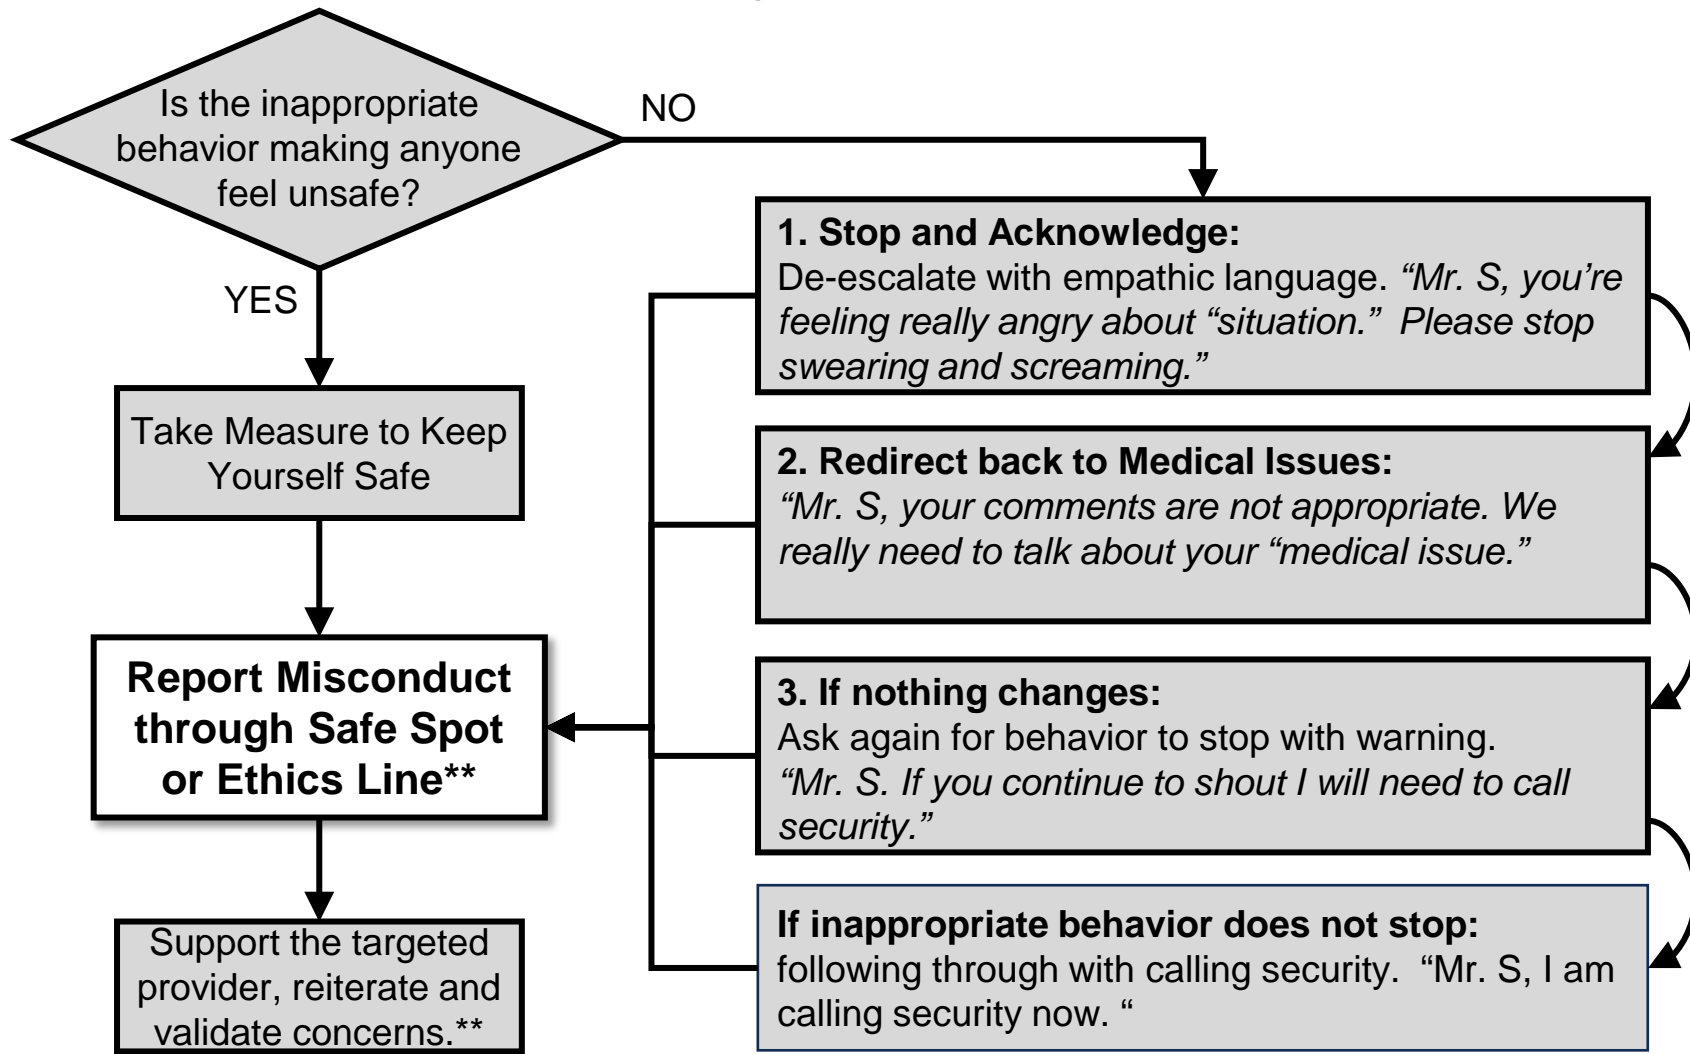 Is the inappropriate
behavior making anyone
feel unsafe?
NO
YES
Take Measure to Keep
Yourself Safe
Report Misconduct
through Safe Spot
or Ethics Line**
Support the targeted
provider, reiterate and
validate concerns.**
1. Stop and Acknowledge:
De-escalate with empathic language. “Mr. S, you’re
feeling really angry about “situation.”  Please stop
swearing and screaming.”
2. Redirect back to Medical Issues:
“Mr. S, your comments are not appropriate. We
really need to talk about your “medical issue.”
3. If nothing changes:
Ask again for behavior to stop with warning.
“Mr. S. If you continue to shout I will need to call
security.”
If inappropriate behavior does not stop:
following through with calling security.  “Mr. S, I am
calling security now. “